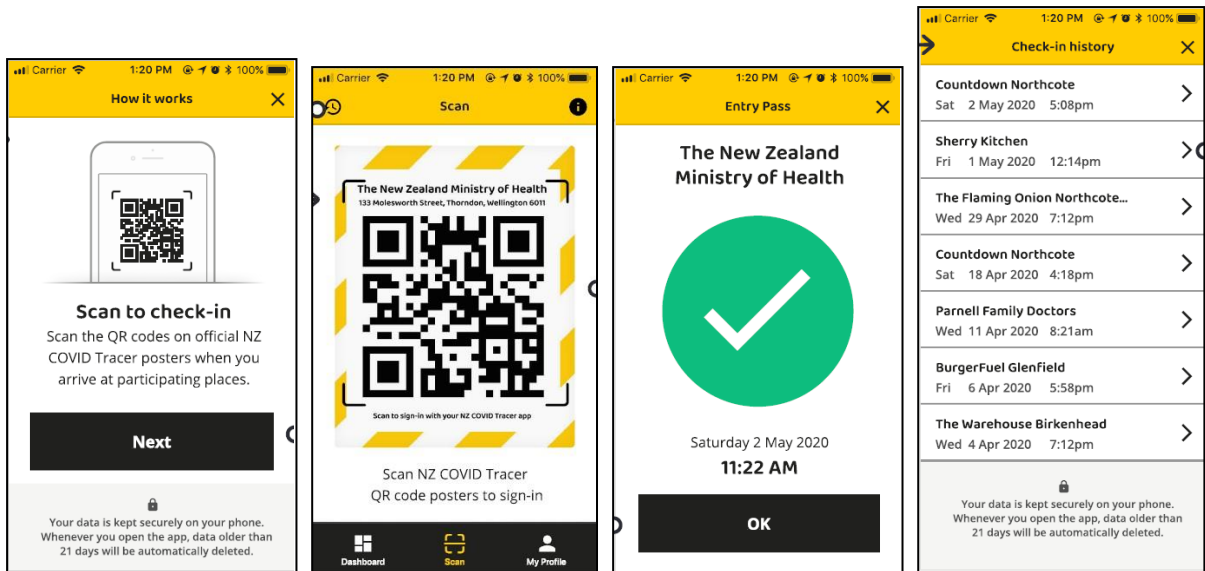 Carrier 1:20 PM 100%
How it works
Scan to check-in
Scan the QR codes on official NZ
COVID Tracer posters when you
arrive at participating places.
Next
Your data is kept securely on your phone.
Whenever you open the app, data older than
21 days will be automatically deleted.
Carrier 1:20 PM 100%
Scan
The New Zealand Ministry of Health
133 Molesworth Street, Thorndon, Wellington 6011
Scan to sign-in with your NZ COVID Tracer app
Scan NZ COVID Tracer
QR code posters to sign-in
Dashboard Scan My Profile
Carrier 1:20 PM 100%
Entry Pass
The New Zealand
Ministry of Health
Saturday 2 May 2020
11:22 AM
OK
Carrier 1:20 PM 100%
Check-in history
Countdown Northcote
Sat 2 May 2020 5:08pm
Sherry Kitchen
Fri 1 May 2020 12:14pm
The Flaming Onion Northcote...
Wed 29 Apr 2020 7:12pm
Countdown Northcote
Sat 18 Apr 2020 4:18pm
Parnell Family Doctors
Wed 11 Apr 2020 8:21am
BurgerFuel Glenfield
Fri 6 Apr 2020 5:58pm
The Warehouse Birkenhead
Wed 4 Apr 2020 7:12pm
Your data is kept securely on your phone.
Whenever you open the app, data older than
21 days will be automatically deleted.